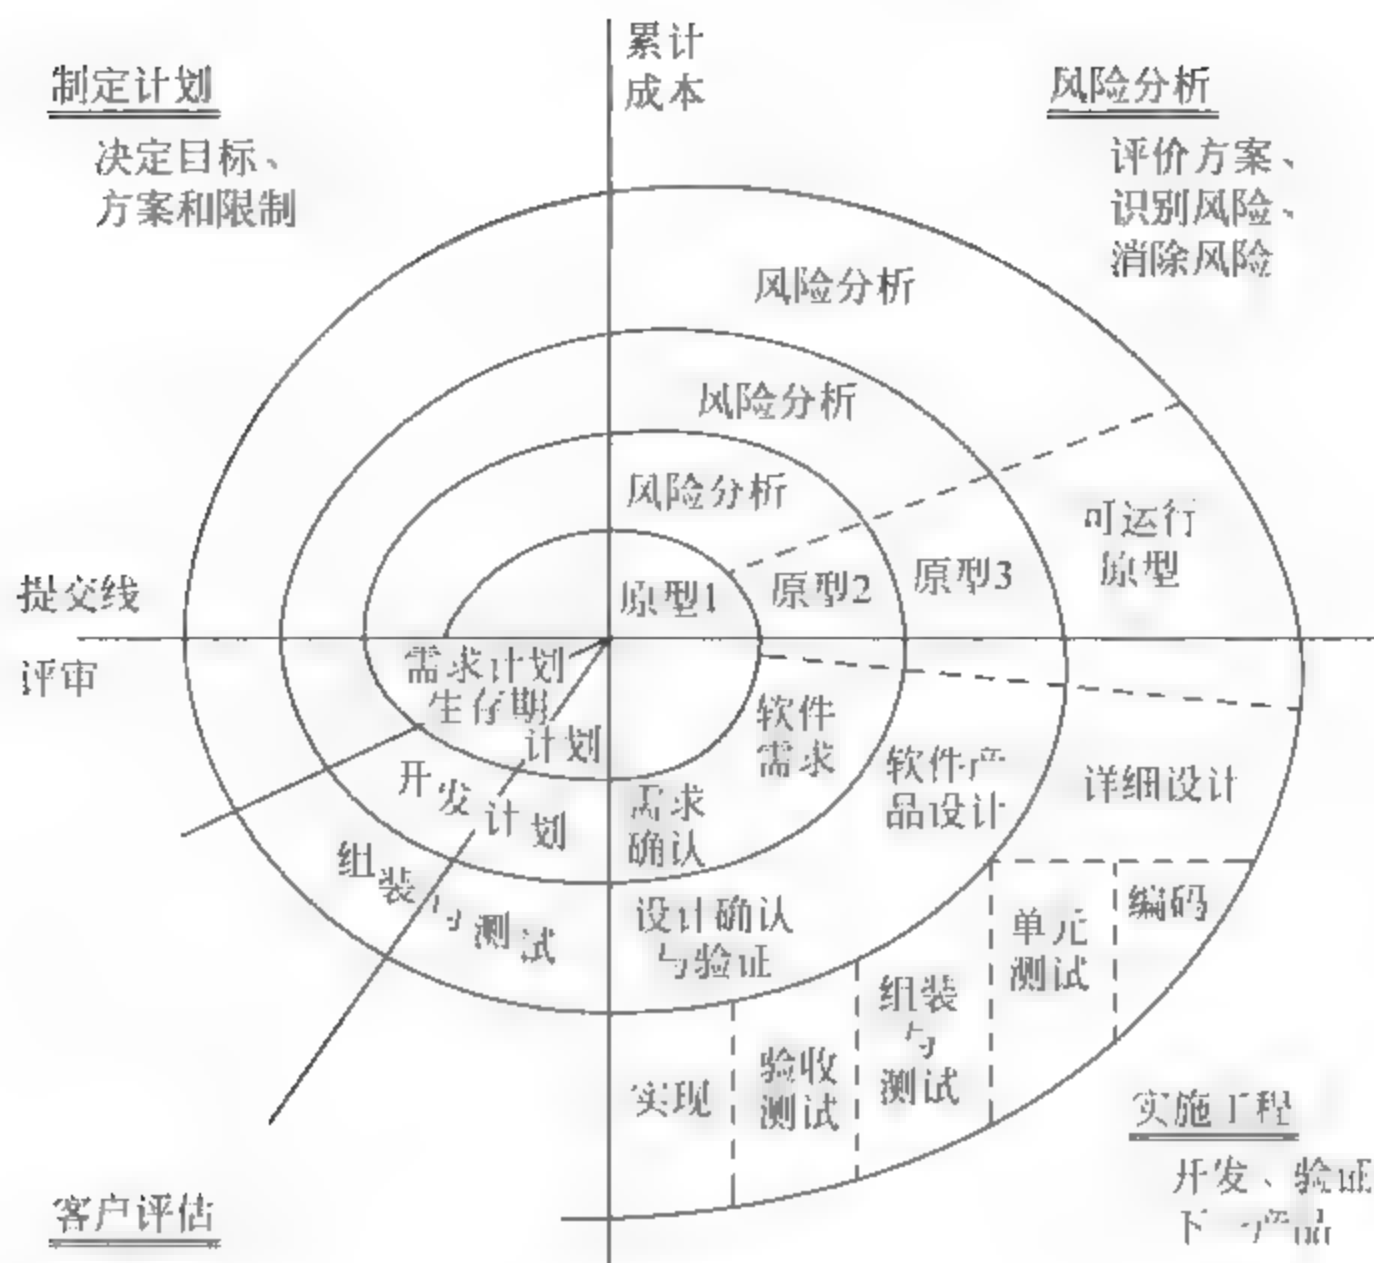 累计
成本
制定计划
决定目标、
方案和限制
风险分析
评价方案、
识别风险、
消除风险
风险分析
风险分析
风险分析
原型1
原型2
原型3
可运行
原型
提交线
评审
需求计划
生存期
计划
开发计划
组装与测试
软件
需求
需求
确认
软件产
品设计
详细设计
设计确认
与验证
实现
验收
测试
组装
与
测试
单元
测试
编码
实施工程
开发、验证
下一产品
客户评估